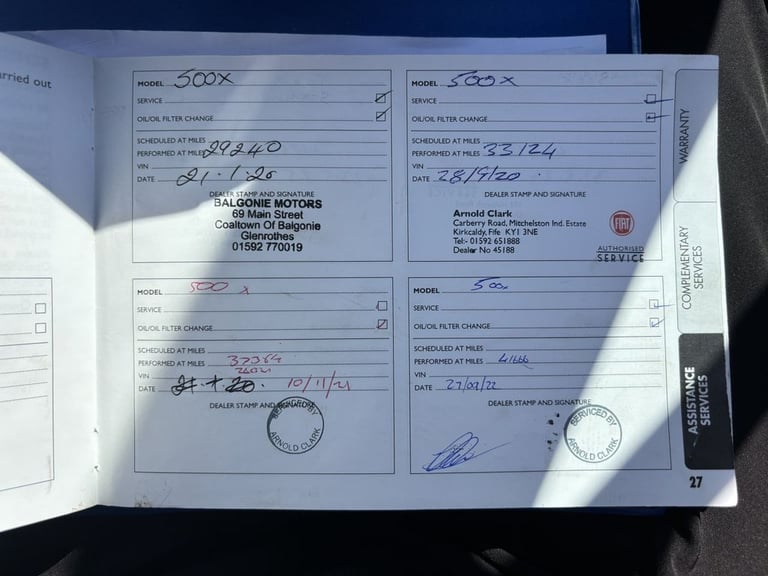 rried out
MODEL 500X
SERVICE
OIL/OIL FILTER CHANGE
SCHEDULED AT MILES
PERFORMED AT MILES 29240
VIN
DATE 21.1.20
DEALER STAMP AND SIGNATURE
BALGONIE MOTORS
69 Main Street
Coaltown Of Balgonie
Glenrothes
01592 770019
MODEL 500X
SERVICE
OIL/OIL FILTER CHANGE
SCHEDULED AT MILES
PERFORMED AT MILES 33124
VIN
DATE 28/9/20.
DEALER STAMP AND SIGNATURE
Arnold Clark
Carberry Road, Mitchelston Ind. Estate
Kirkcaldy, Fife KY1 3NE
Tel:- 01592 651888
Dealer No 45188
FIAT
AUTHORISED
SERVICE
MODEL 500 X
SERVICE
OIL/OIL FILTER CHANGE
SCHEDULED AT MILES
PERFORMED AT MILES
VIN
DATE 10/11/21
DEALER STAMP AND SIGNATURE
SERVICED BY
ARNOLD CLARK
MODEL 500x
SERVICE
OIL/OIL FILTER CHANGE
SCHEDULED AT MILES
PERFORMED AT MILES 41666
VIN
DATE 27/09/22
DEALER STAMP AND SIGNATURE
SERVICED BY
ARNOLD CLARK
WARRANTY
COMPLEMENTARY
SERVICES
ASSISTANCE
SERVICES
27